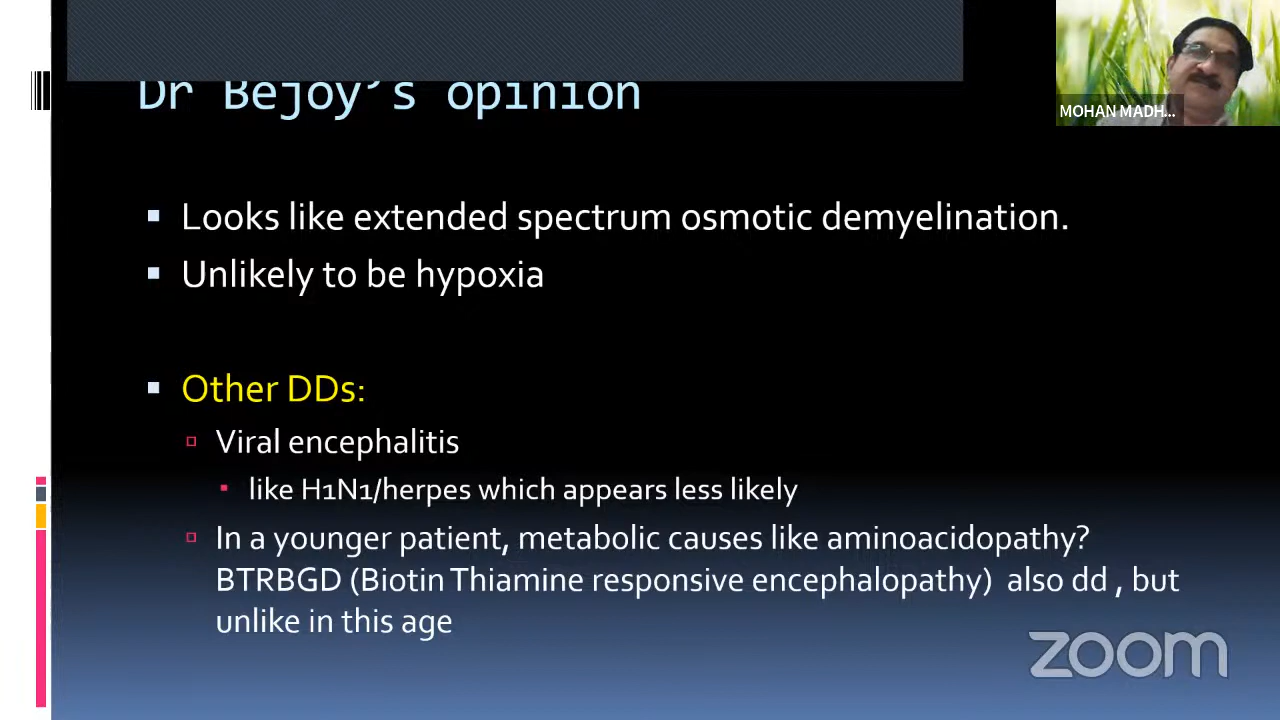 Dr Bejoy's opinion
MOHAN MADH...
▪ Looks like extended spectrum osmotic demyelination.
▪ Unlikely to be hypoxia
▪ Other DDs:
▫ Viral encephalitis
▪ like H1N1/herpes which appears less likely
▫ In a younger patient, metabolic causes like aminoacidopathy?
BTRBGD (Biotin Thiamine responsive encephalopathy) also dd , but
unlike in this age
zoom